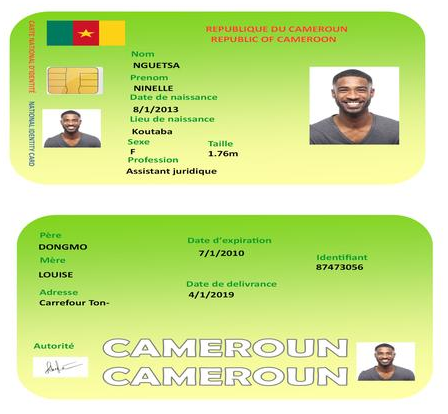 CARTE NATIONAL D'IDENTITÉ
NATIONAL IDENTITY CARD
REPUBLIQUE DU CAMEROUN
REPUBLIC OF CAMEROON
Nom
NGUETSA
Prenom
NINELLE
Date de naissance
8/1/2013
Lieu de naissance
Koutaba
Sexe Taille
F 1.76m
Profession
Assistant juridique
Père
DONGMO
Mère
LOUISE
Adresse
Carrefour Ton-
Date d'expiration
7/1/2010
Date de delivrance
4/1/2019
Identifiant
87473056
Autorité
CAMEROUN
CAMEROUN